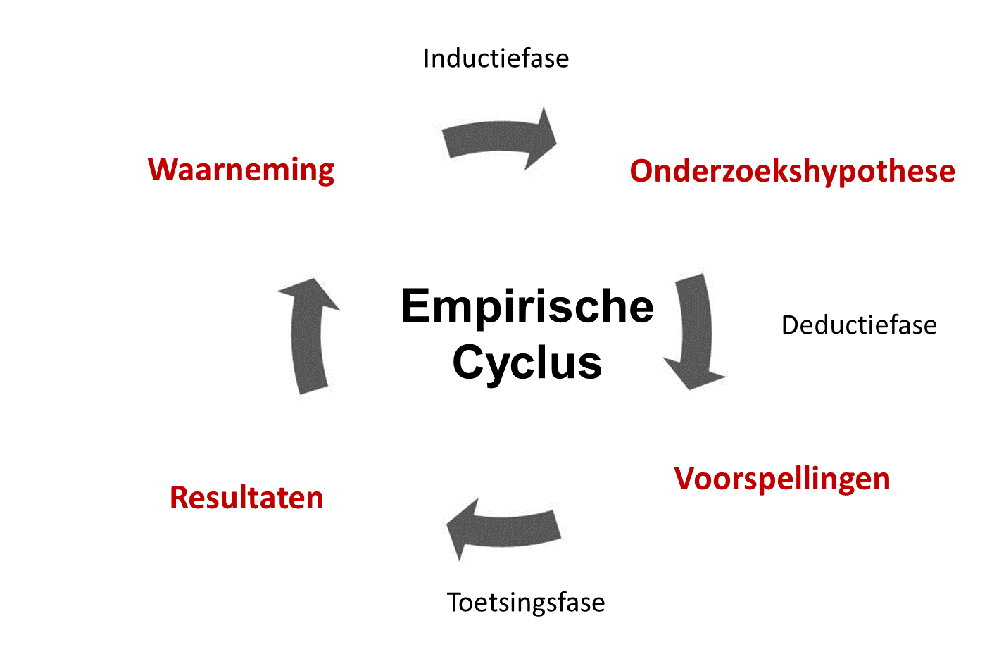 Inductiefase
Waarneming
Onderzoekshypothese
Empirische
Cyclus
Deductiefase
Resultaten
Voorspellingen
Toetsingsfase